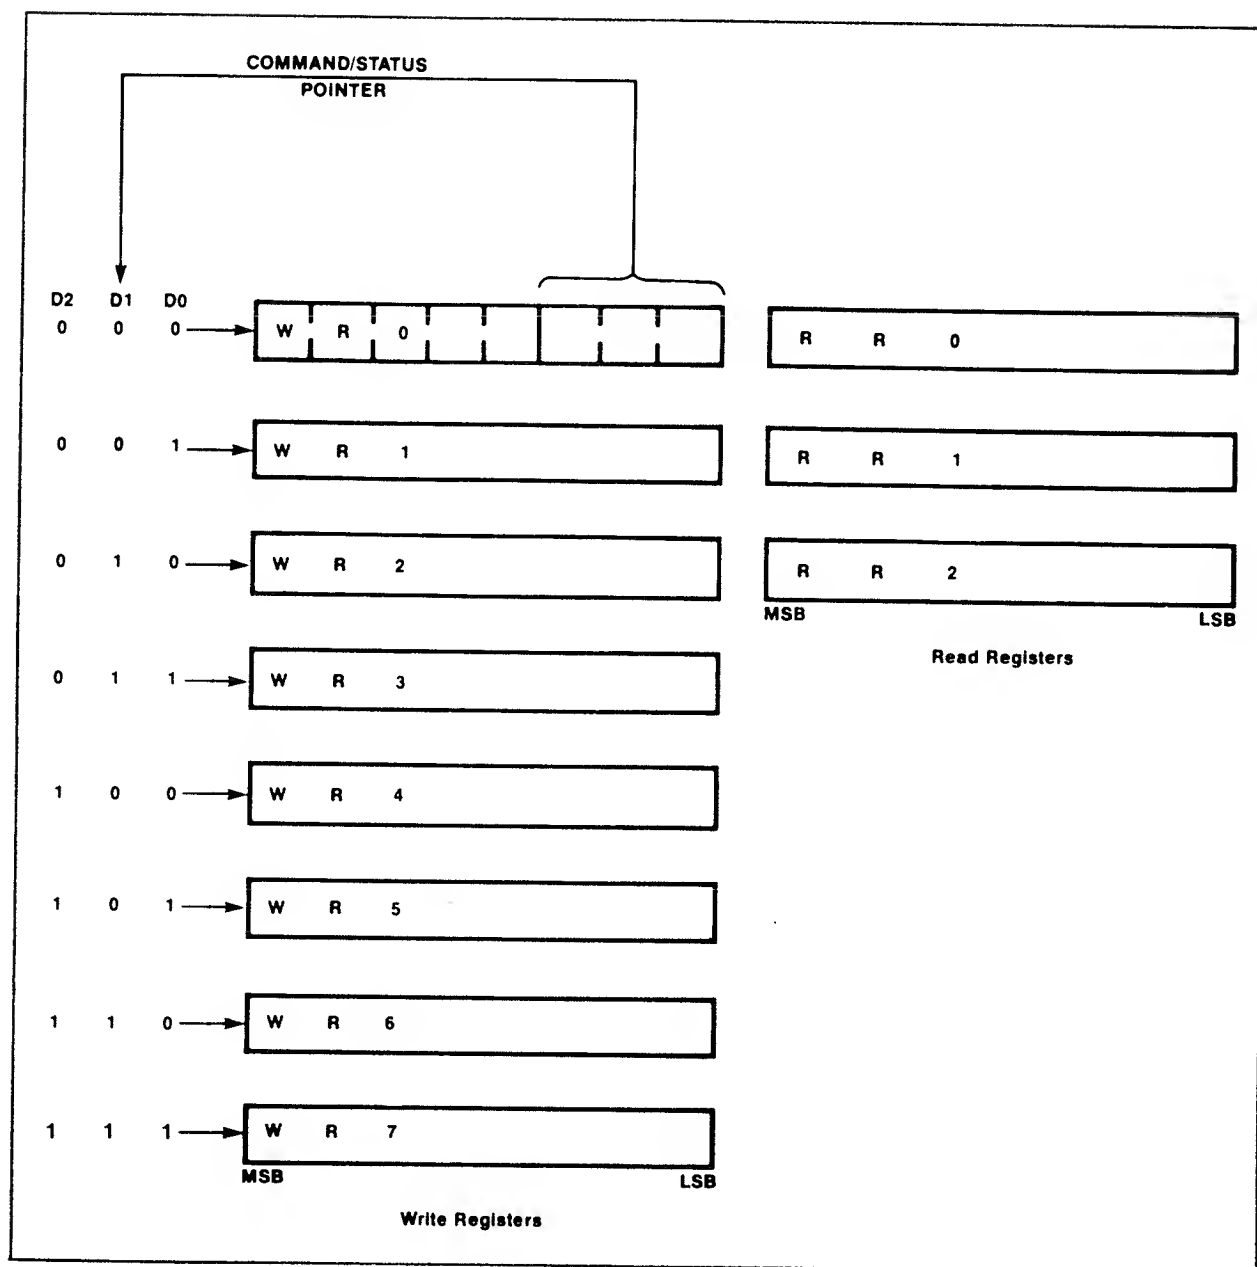 COMMAND/STATUS
POINTER
D2 D1 D0
0 0 0 W R 0 R R 0
0 0 1 W R 1 R R 1
0 1 0 W R 2 R R 2
MSB LSB
Read Registers
0 1 1 W R 3
1 0 0 W R 4
1 0 1 W R 5
1 1 0 W R 6
1 1 1 W R 7
MSB LSB
Write Registers